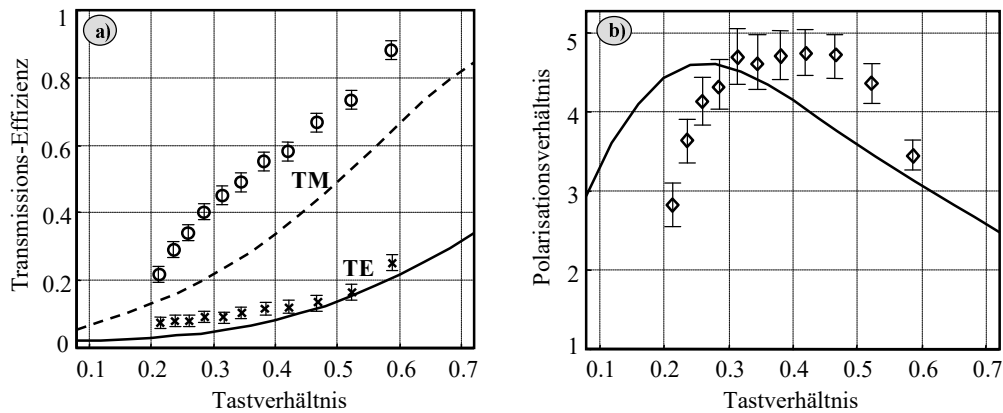 a)
Transmissions-Effizienz
1
0.8
0.6
0.4
0.2
0
TM
TE
0.1 0.2 0.3 0.4 0.5 0.6 0.7
Tastverhältnis
b)
Polarisationsverhältnis
5
4
3
2
1
0.1 0.2 0.3 0.4 0.5 0.6 0.7
Tastverhältnis